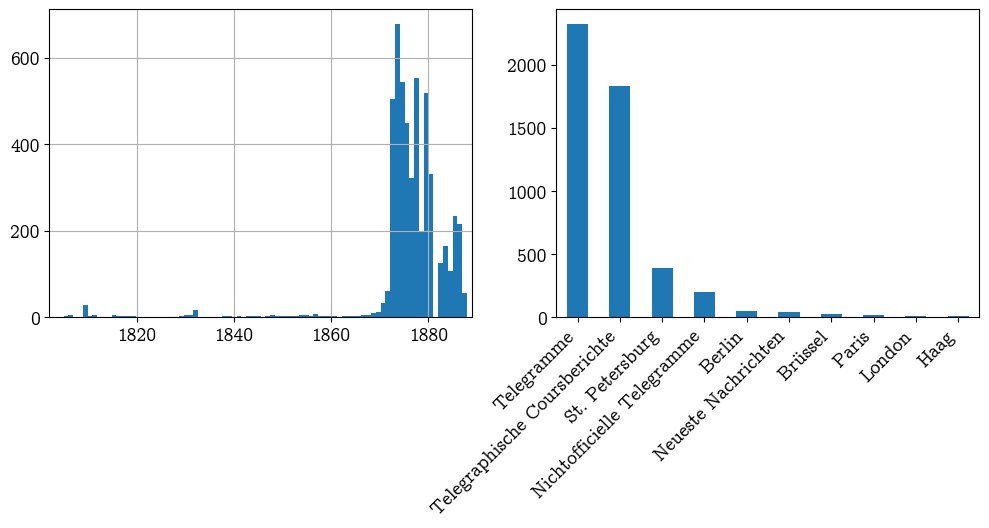 600
400
200
0
1820
1840
1860
1880
2000
1500
1000
500
0
Telegramme
Telegraphische Coursberichte
St. Petersburg
Nichtofficielle Telegramme
Berlin
Neueste Nachrichten
Brüssel
Paris
London
Haag